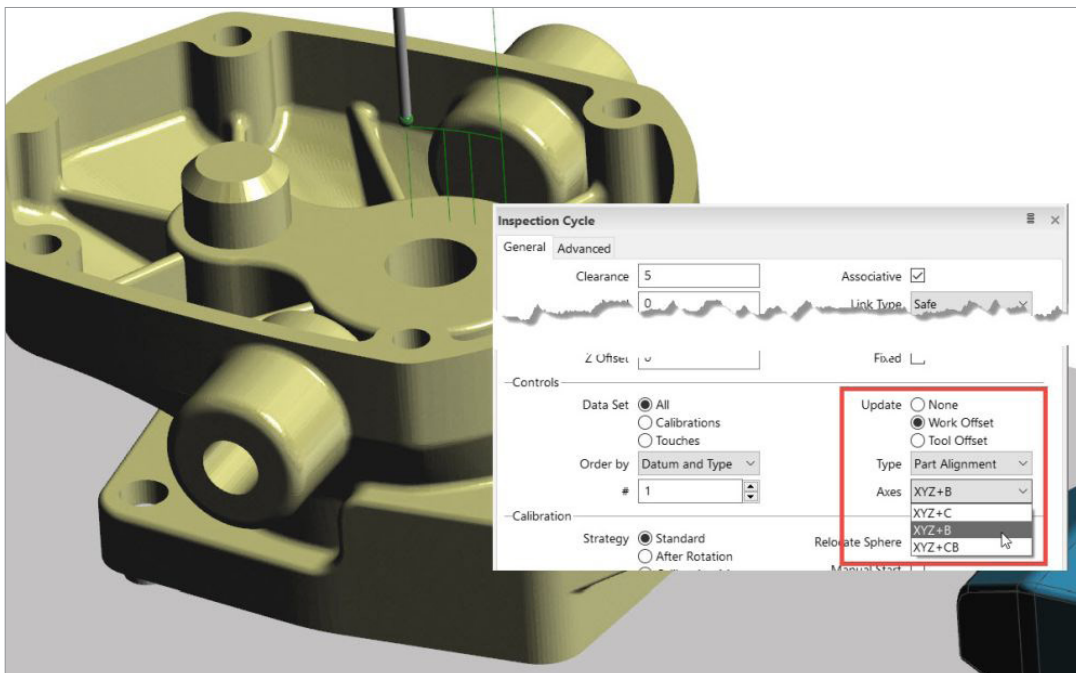 Inspection Cycle
General Advanced
Clearance 5 Associative
0 Link Type Safe
Z Offset Fixed
Controls
Data Set All Update None
Calibrations Work Offset
Touches Tool Offset
Order by Datum and Type Type Part Alignment
# 1 Axes XYZ+B
XYZ+C
Calibration XYZ+B
Strategy Standard Relocate Sphere XYZ+CB
After Rotation Manual Start